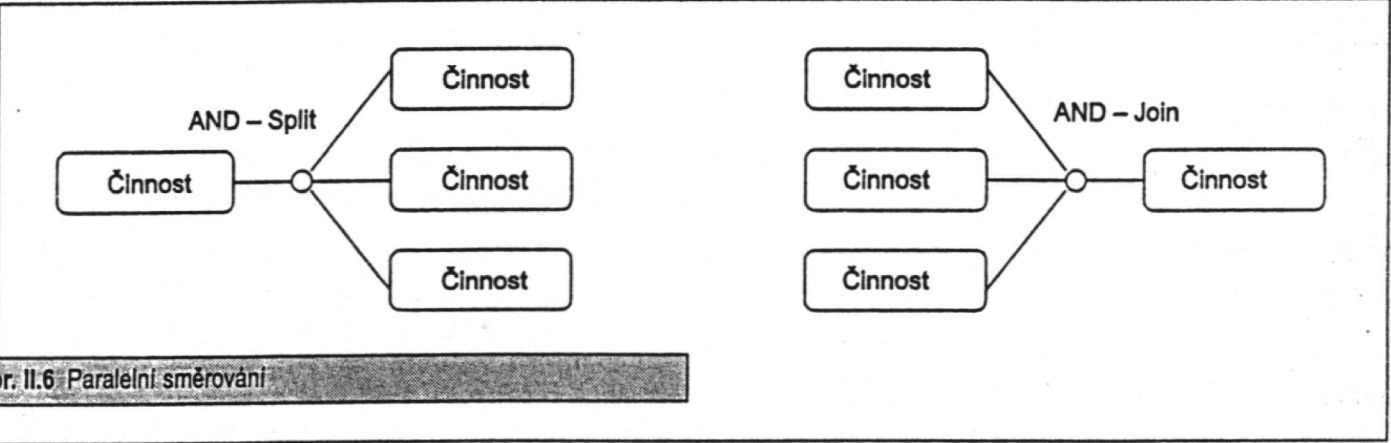 Činnost
AND – Split
Činnost
Činnost
Činnost
Činnost
Činnost
Činnost
AND – Join
Činnost
r. II.6 Paralelní směrování